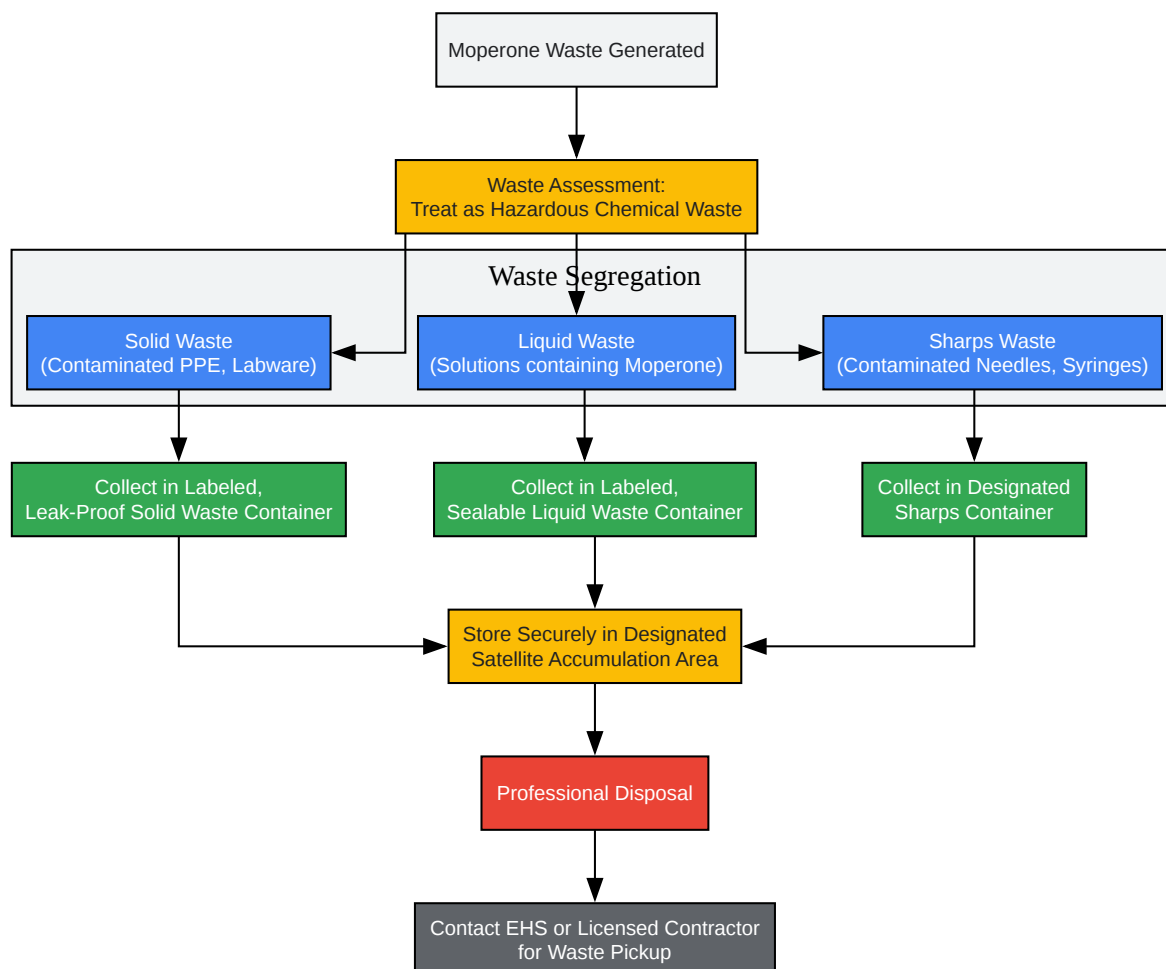 Moperone Waste Generated
Waste Assessment:
Treat as Hazardous Chemical Waste
Waste Segregation
Solid Waste
(Contaminated PPE, Labware)
Liquid Waste
(Solutions containing Moperone)
Sharps Waste
(Contaminated Needles, Syringes)
Collect in Labeled,
Leak-Proof Solid Waste Container
Collect in Labeled,
Sealable Liquid Waste Container
Collect in Designated
Sharps Container
Store Securely in Designated
Satellite Accumulation Area
Professional Disposal
Contact EHS or Licensed Contractor
for Waste Pickup